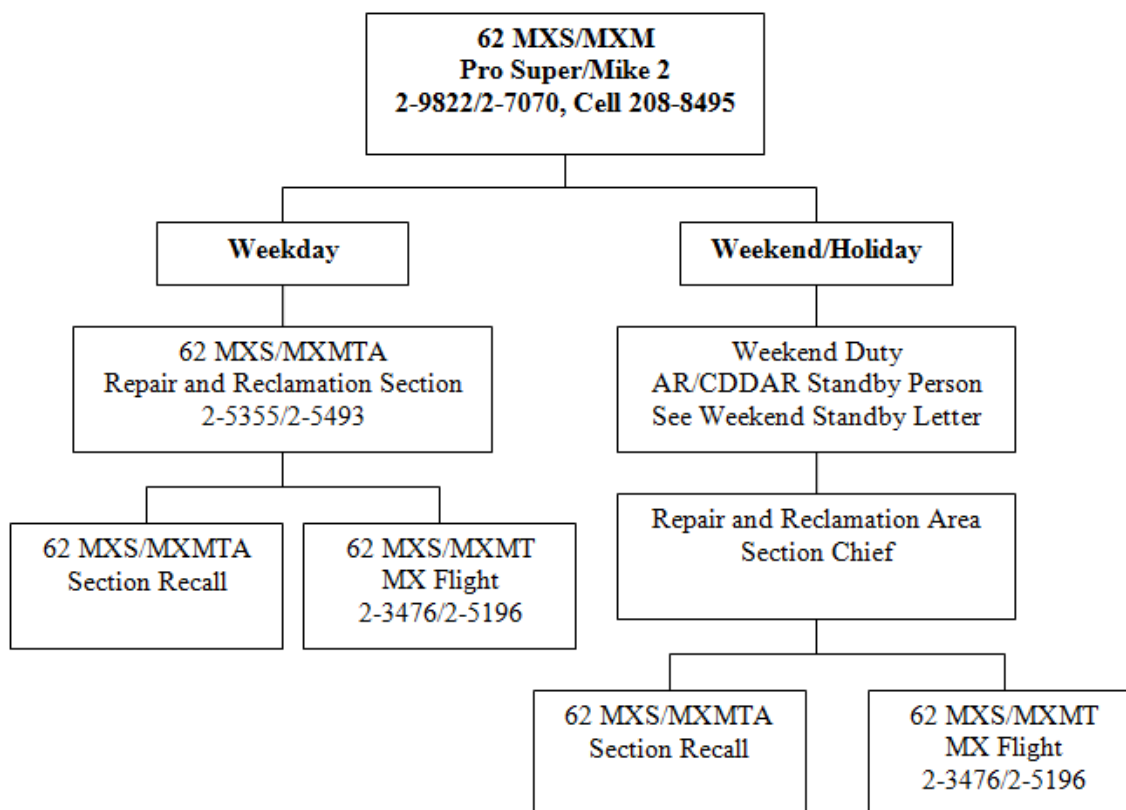 62 MXS/MXM
Pro Super/Mike 2
2-9822/2-7070, Cell 208-8495
Weekday
Weekend/Holiday
62 MXS/MXMTA
Repair and Reclamation Section
2-5355/2-5493
Weekend Duty
AR/CDDAR Standby Person
See Weekend Standby Letter
62 MXS/MXMTA
Section Recall
62 MXS/MXMT
MX Flight
2-3476/2-5196
Repair and Reclamation Area
Section Chief
62 MXS/MXMTA
Section Recall
62 MXS/MXMT
MX Flight
2-3476/2-5196